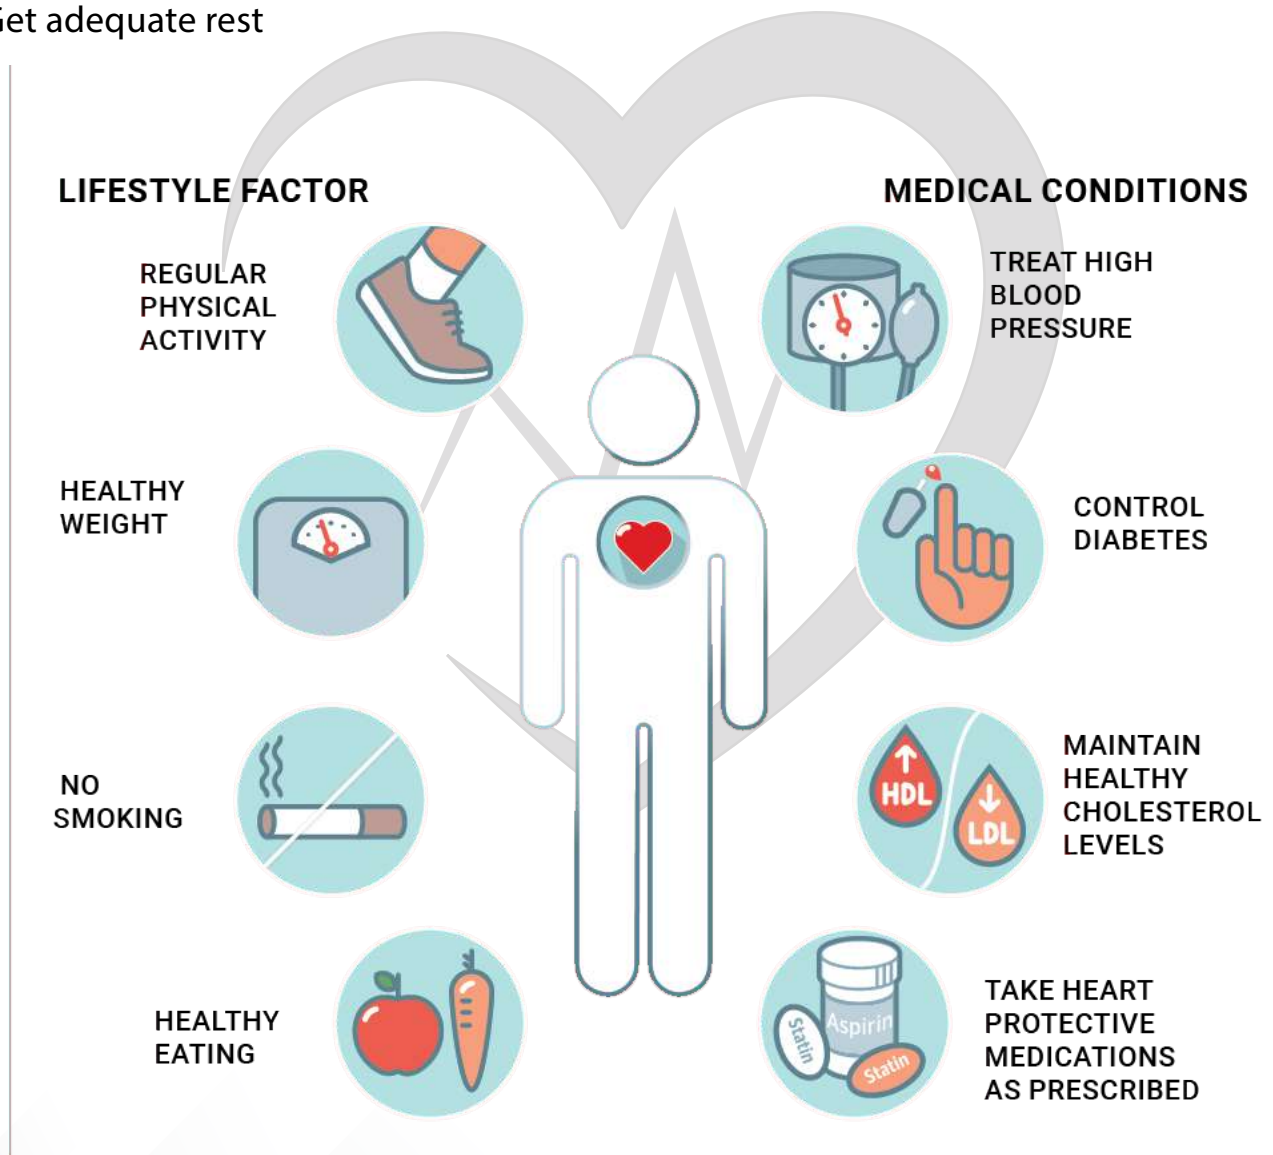 Get adequate rest
LIFESTYLE FACTOR
REGULAR
PHYSICAL
ACTIVITY
HEALTHY
WEIGHT
NO
SMOKING
HEALTHY
EATING
MEDICAL CONDITIONS
TREAT HIGH
BLOOD
PRESSURE
CONTROL
DIABETES
HDL
LDL
MAINTAIN
HEALTHY
CHOLESTEROL
LEVELS
Aspirin
Statin
Statin
TAKE HEART
PROTECTIVE
MEDICATIONS
AS PRESCRIBED